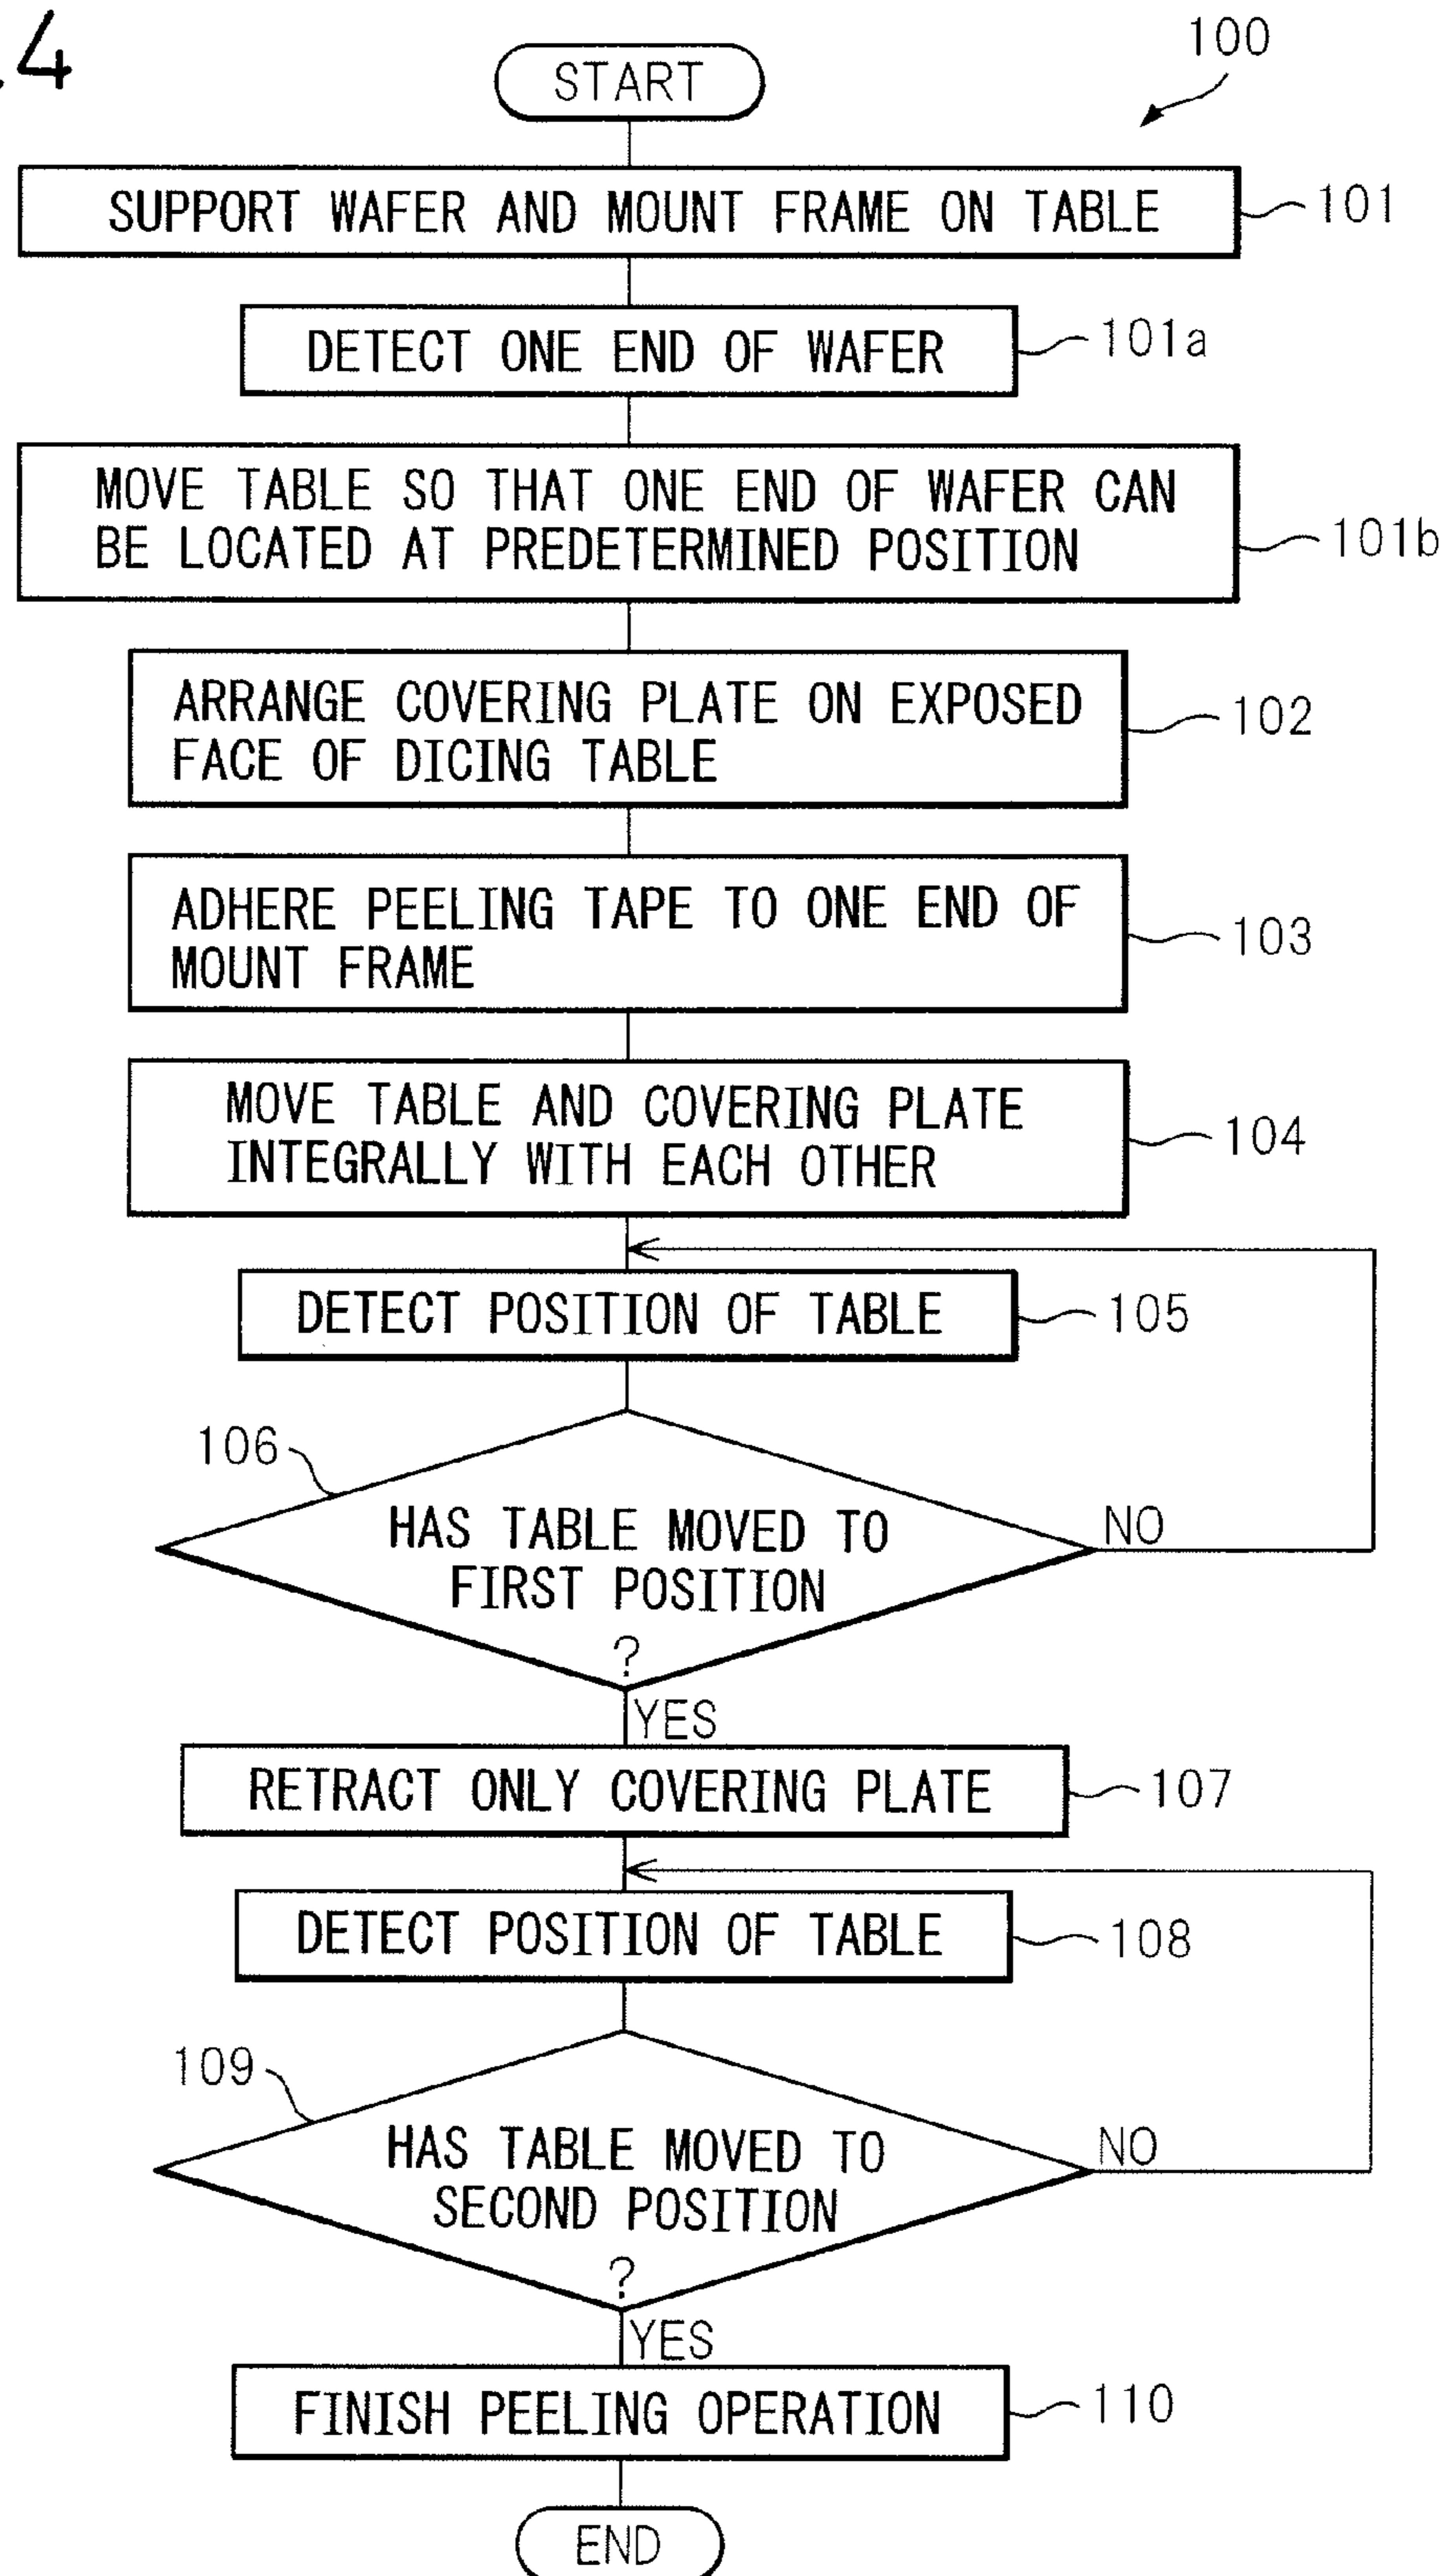 .4
100
START
SUPPORT WAFER AND MOUNT FRAME ON TABLE
101
DETECT ONE END OF WAFER
101a
MOVE TABLE SO THAT ONE END OF WAFER CAN
BE LOCATED AT PREDETERMINED POSITION
101b
ARRANGE COVERING PLATE ON EXPOSED
FACE OF DICING TABLE
102
ADHERE PEELING TAPE TO ONE END OF
MOUNT FRAME
103
MOVE TABLE AND COVERING PLATE
INTEGRALLY WITH EACH OTHER
104
DETECT POSITION OF TABLE
105
106
HAS TABLE MOVED TO
FIRST POSITION
?
NO
YES
RETRACT ONLY COVERING PLATE
107
DETECT POSITION OF TABLE
108
109
HAS TABLE MOVED TO
SECOND POSITION
?
NO
YES
FINISH PEELING OPERATION
110
END